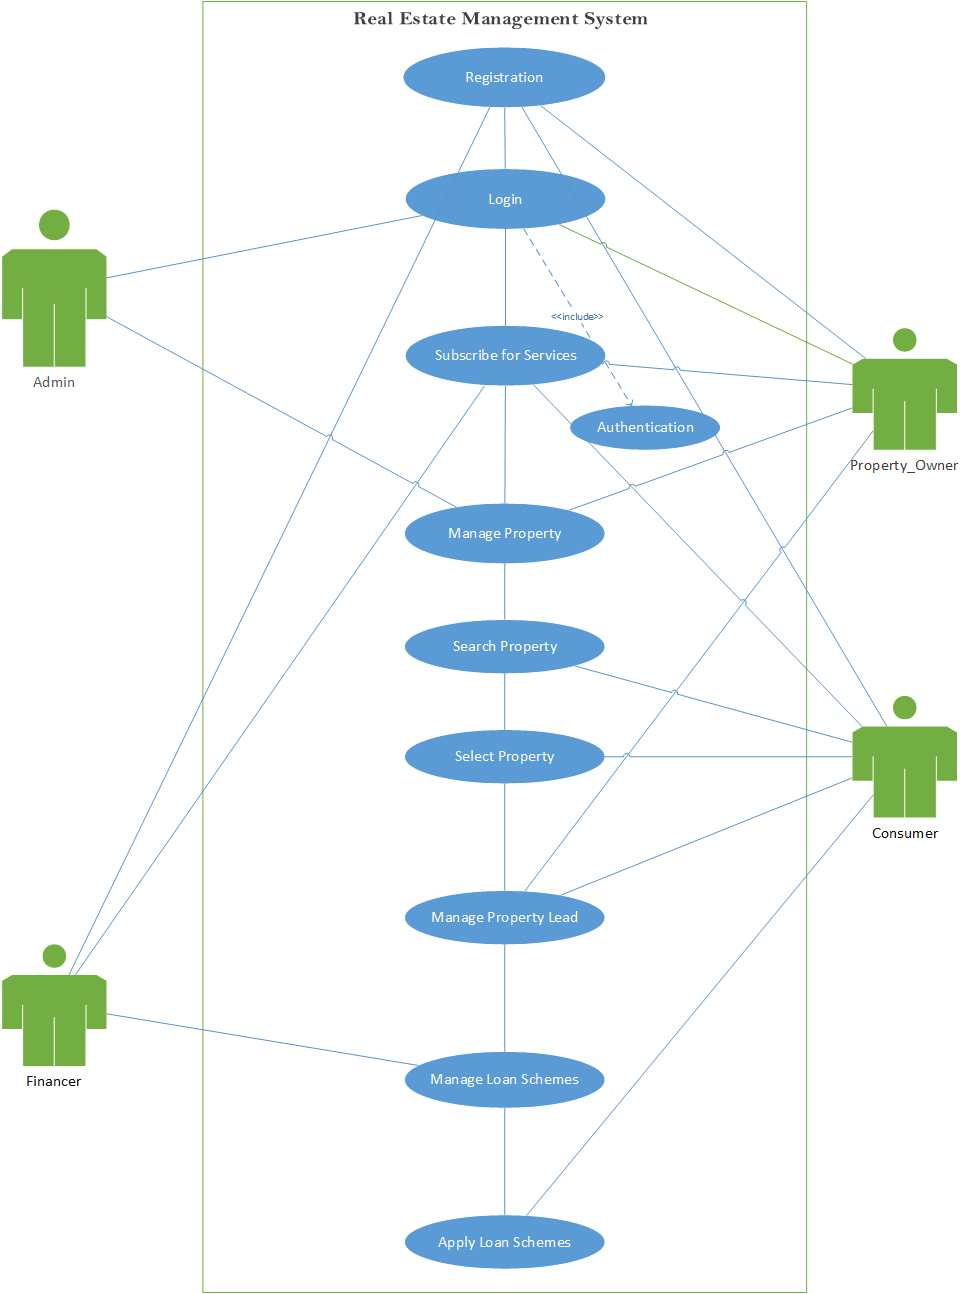 Real Estate Management System
Registration
Login
Admin
<<include>>
Subscribe for Services
Authentication
Property_Owner
Manage Property
Search Property
Select Property
Consumer
Manage Property Lead
Manage Loan Schemes
Financer
Apply Loan Schemes